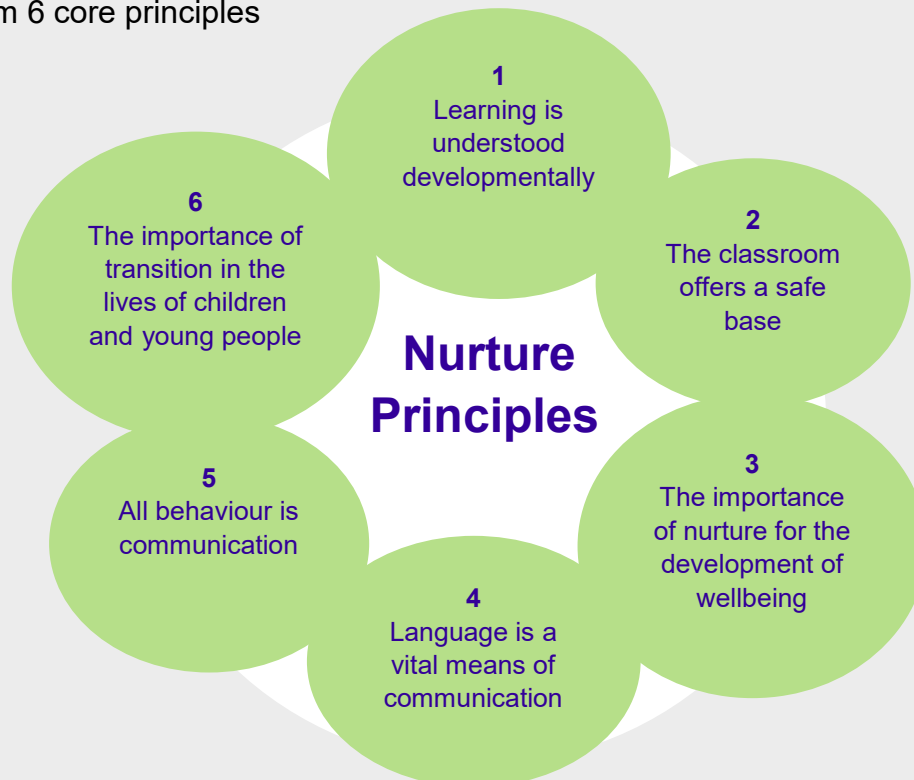 6 core principles
1
Learning is
understood
developmentally
2
The classroom
offers a safe
base
3
The importance
of nurture for the
development of
wellbeing
4
Language is a
vital means of
communication
5
All behaviour is
communication
6
The importance of
transition in the
lives of children
and young people
Nurture
Principles